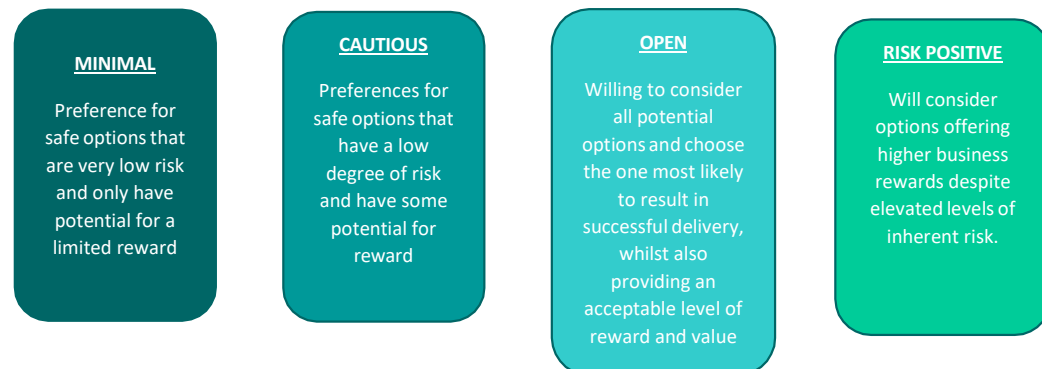 MINIMAL
Preference for
safe options that
are very low risk
and only have
potential for a
limited reward
CAUTIOUS
Preferences for
safe options that
have a low
degree of risk
and have some
potential for
reward
OPEN
Willing to consider
all potential
options and choose
the one most likely
to result in
successful delivery,
whilst also
providing an
acceptable level of
reward and value
RISK POSITIVE
Will consider
options offering
higher business
rewards despite
elevated levels of
inherent risk.